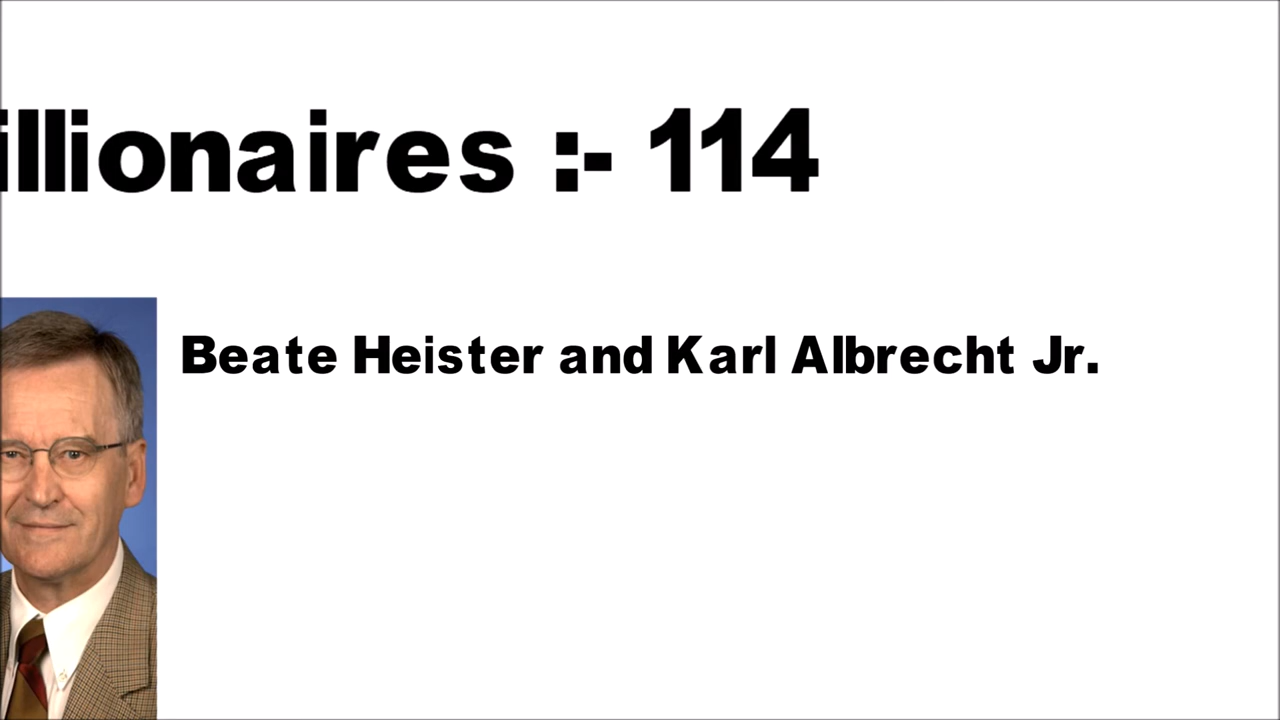 illionaires :- 114
Beate Heister and Karl Albrecht Jr.